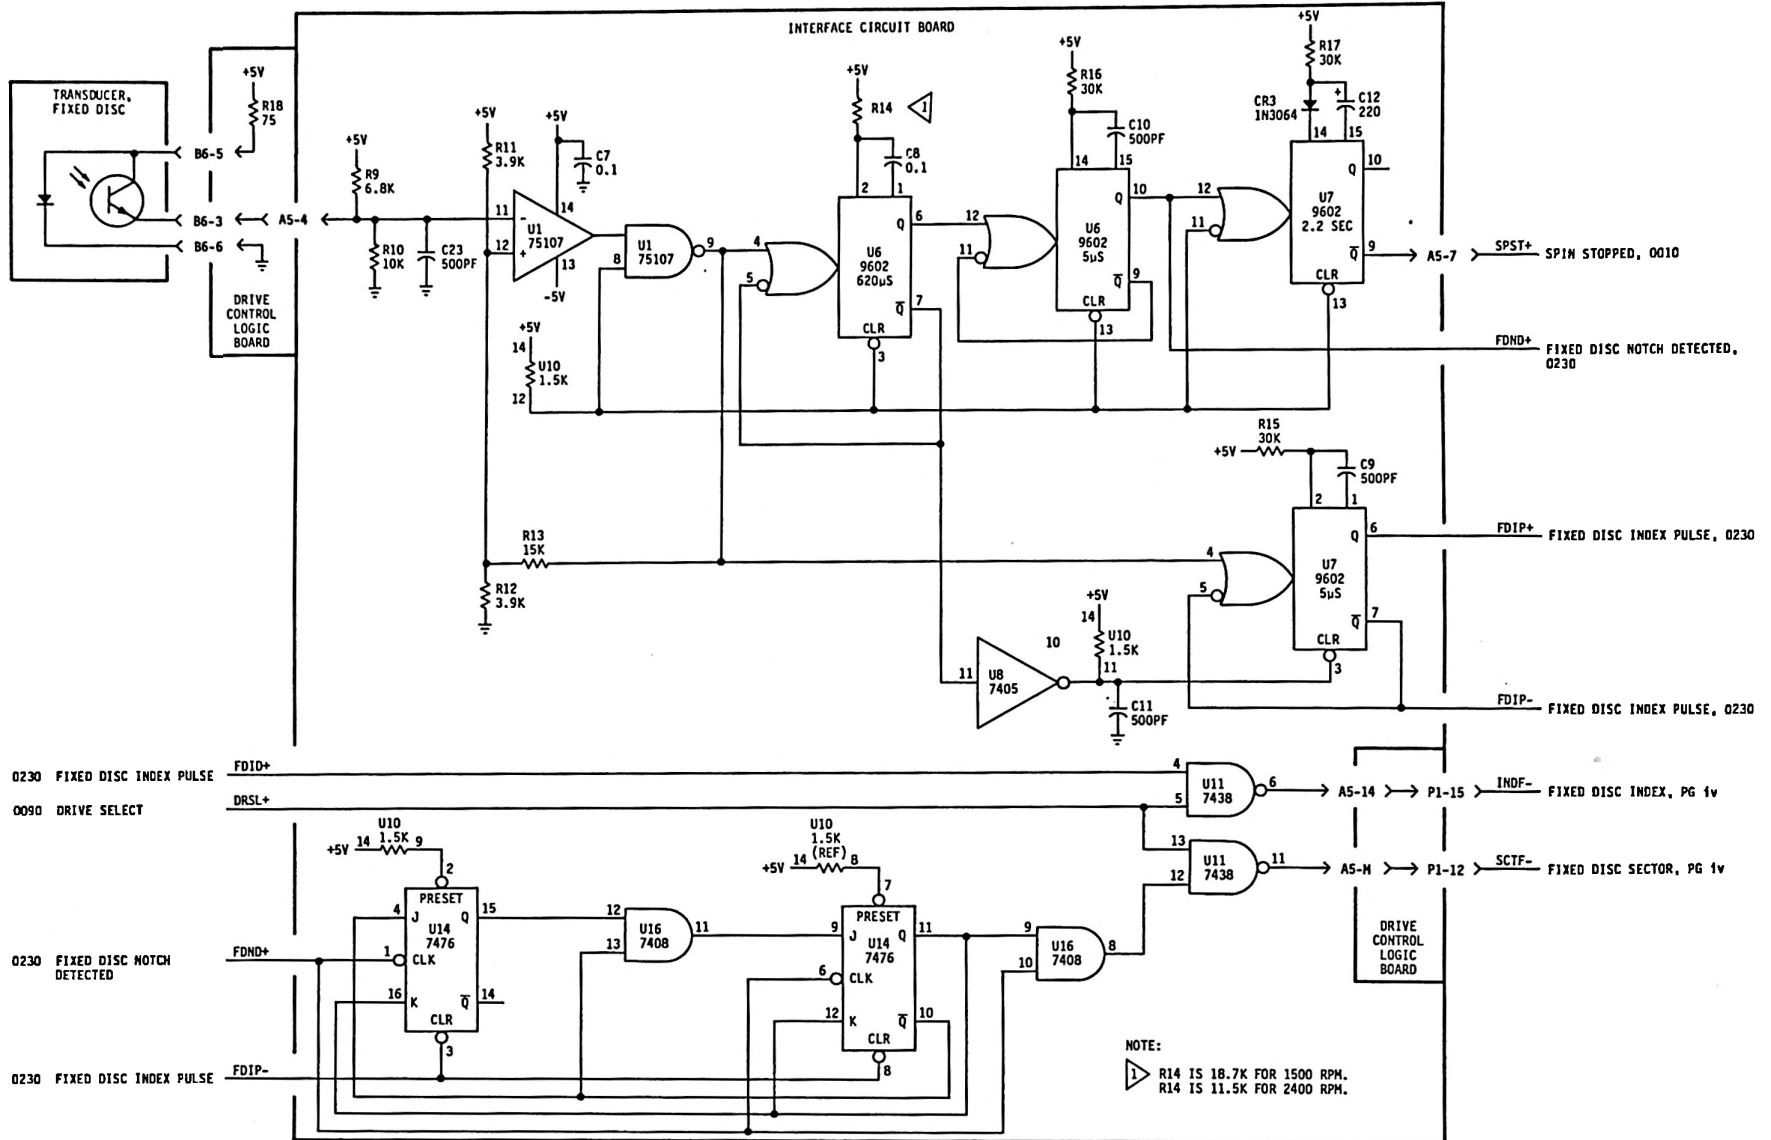 INTERFACE CIRCUIT BOARD
TRANSDUCER,
FIXED DISC
+5V
R18
75
B6-5
B6-3
A5-4
B6-6
DRIVE
CONTROL
LOGIC
BOARD
+5V
R9
6.8K
R10
10K
C23
500PF
+5V
R11
3.9K
+5V
C7
0.1
11
-
12
+
U1
75107
14
13
-5V
U1
75107
8
9
+5V
14
U10
1.5K
12
+5V
R14
1
C8
0.1
4
5
2
1
U6
9602
620µS
Q
6
Q̅
7
CLR
3
+5V
R16
30K
C10
500PF
12
11
14
15
U6
9602
5µS
Q
10
Q̅
9
CLR
13
+5V
R17
30K
CR3
1N3064
+
C12
220
12
11
14
15
U7
9602
2.2 SEC
Q
10
Q̅
9
CLR
13
A5-7
SPST+
SPIN STOPPED, 0010
FDND+
FIXED DISC NOTCH DETECTED,
0230
R13
15K
R12
3.9K
R15
30K
+5V
C9
500PF
4
5
2
1
U7
9602
5µS
Q
6
Q̅
7
CLR
3
FDIP+
FIXED DISC INDEX PULSE, 0230
FDIP-
FIXED DISC INDEX PULSE, 0230
11
U8
7405
10
+5V
14
U10
1.5K
11
C11
500PF
0230 FIXED DISC INDEX PULSE
FDID+
0090 DRIVE SELECT
DRSL+
4
5
U11
7438
6
A5-14
P1-15
INDF-
FIXED DISC INDEX, PG iv
13
12
U11
7438
11
A5-M
P1-12
SCTF-
FIXED DISC SECTOR, PG iv
DRIVE
CONTROL
LOGIC
BOARD
U10
1.5K
+5V
14
9
2
PRESET
4
J
Q
15
U14
7476
1
CLK
16
K
Q̅
14
CLR
3
12
13
U16
7408
11
U10
1.5K
(REF)
+5V
14
8
7
PRESET
9
J
Q
11
U14
7476
6
CLK
12
K
Q̅
10
CLR
8
9
10
U16
7408
8
0230 FIXED DISC NOTCH
DETECTED
FDND+
0230 FIXED DISC INDEX PULSE
FDIP-
NOTE:
1
R14 IS 18.7K FOR 1500 RPM.
R14 IS 11.5K FOR 2400 RPM.